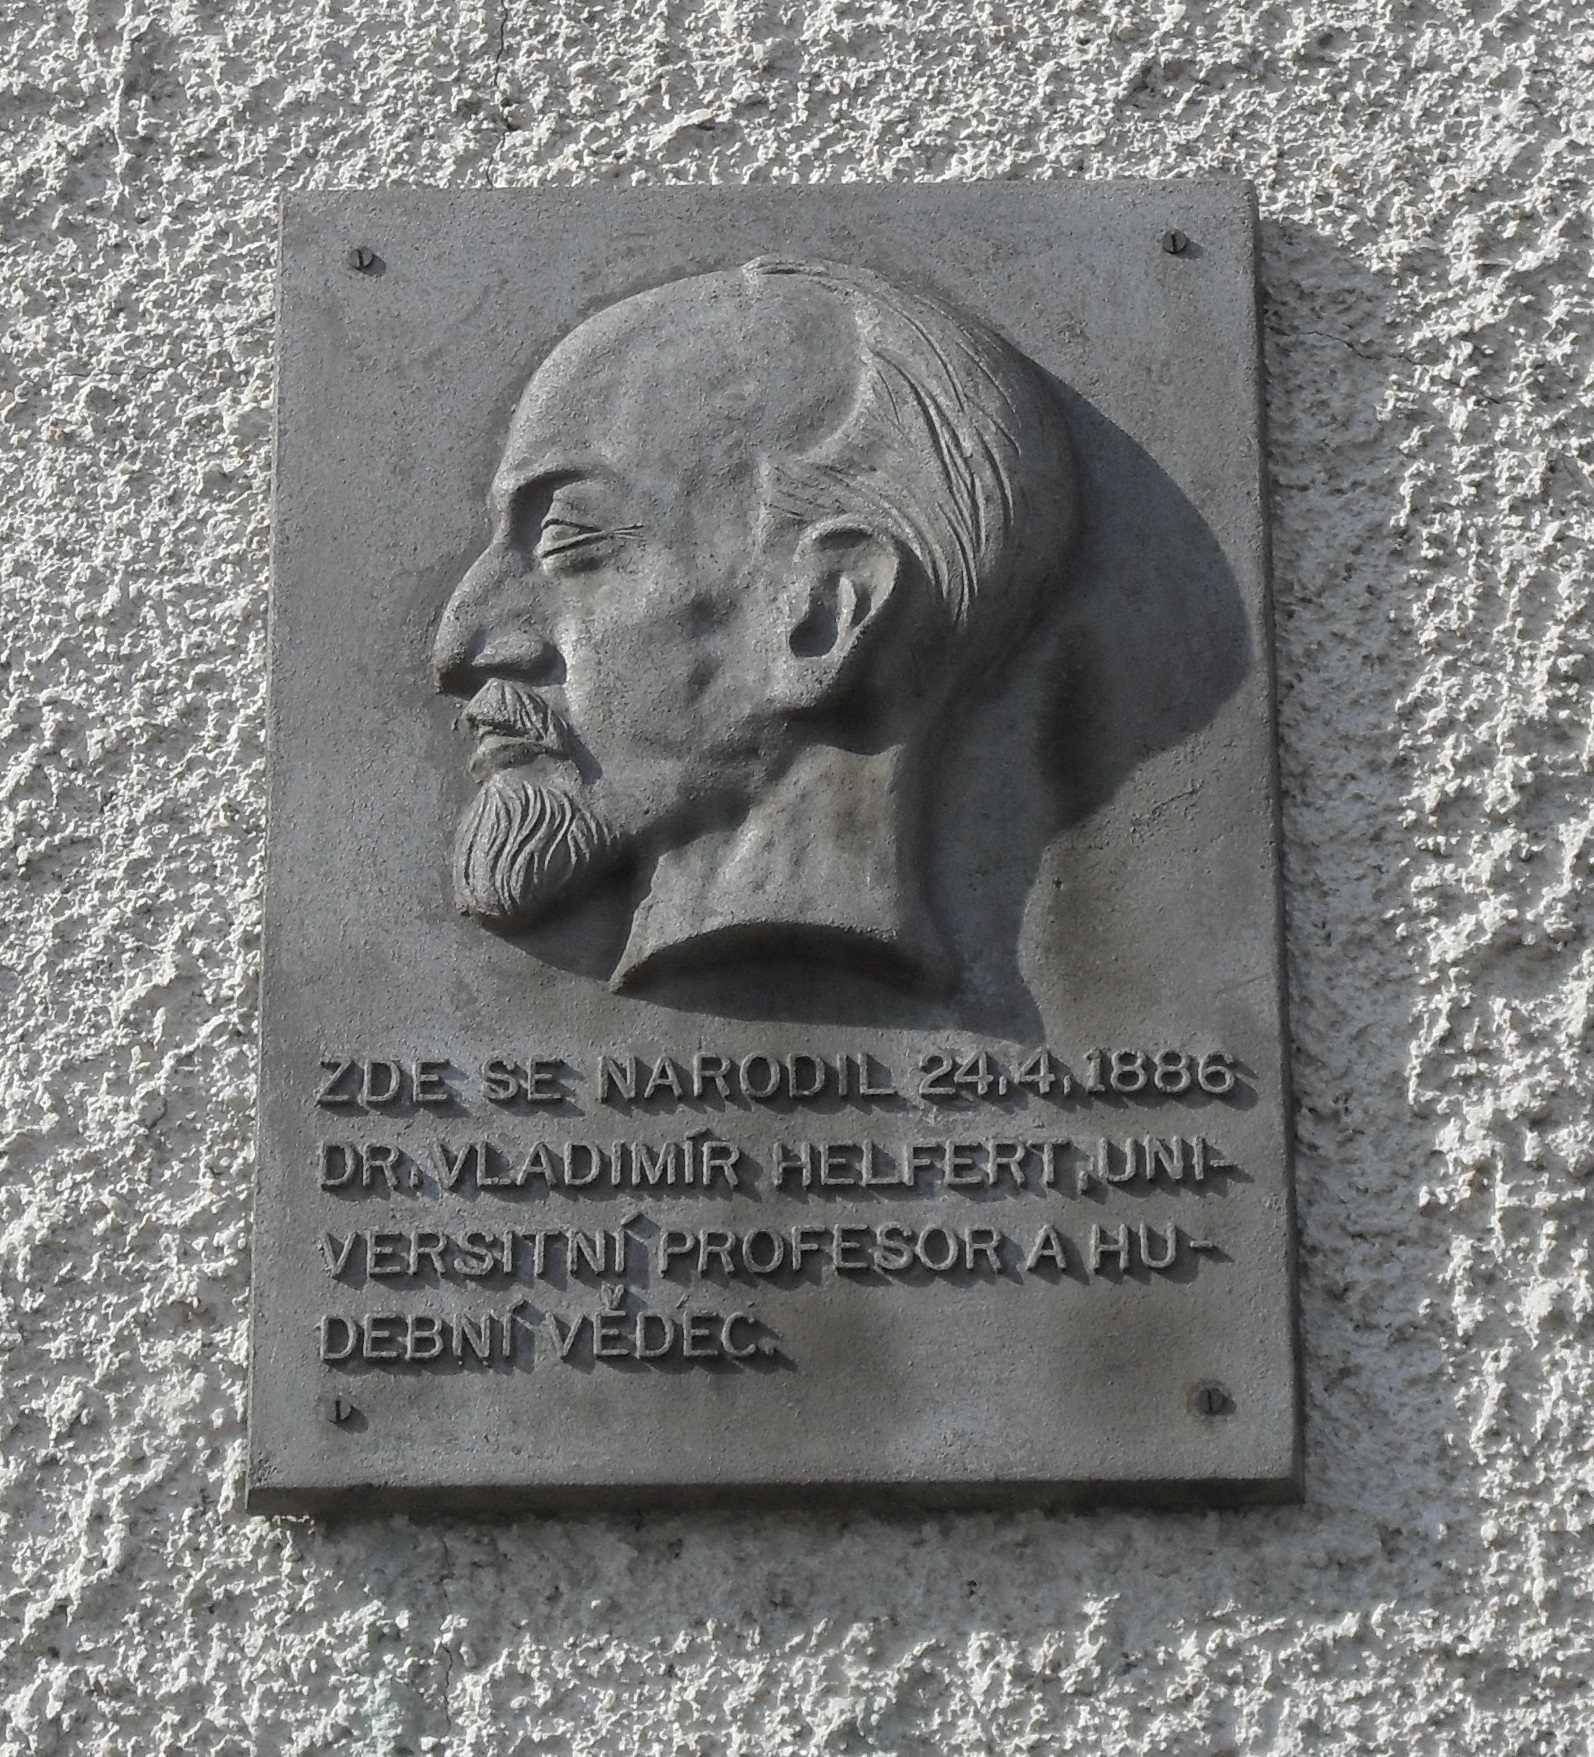 ZDE SE NARODIL 24.4.1886
DR. VLADIMÍR HELFERT, UNI-
VERSITNÍ PROFESOR A HU-
DEBNÍ VĚDEC.